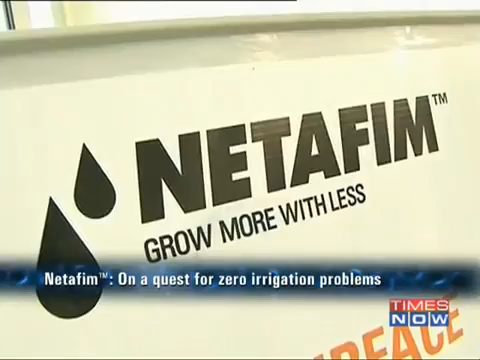 NETAFIM™
GROW MORE WITH LESS
Netafim™: On a quest for zero irrigation problems
TIMES
NOW